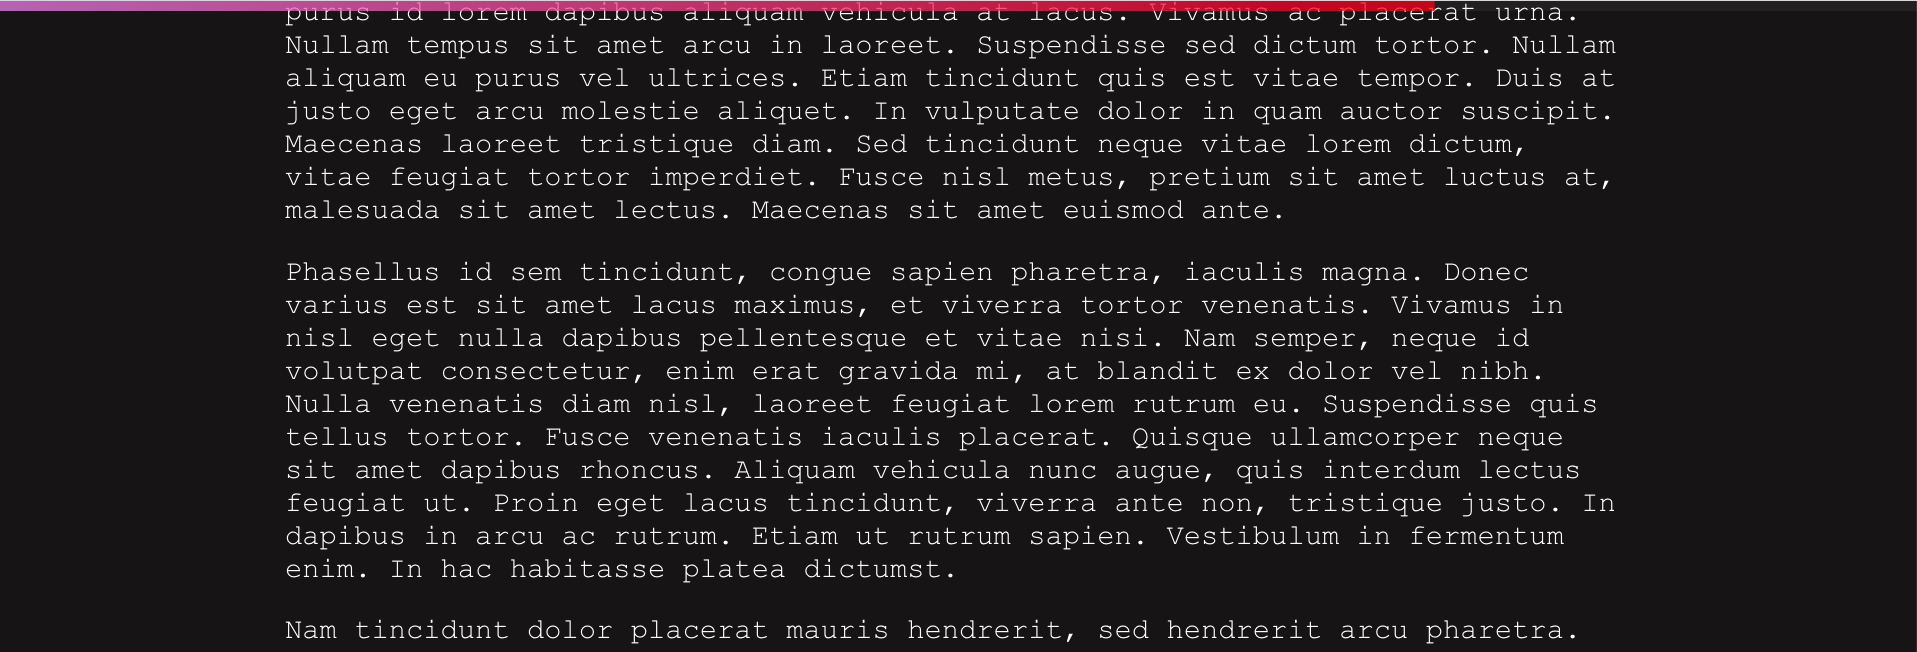 purus id lorem dapibus aliquam vehicula at lacus. Vivamus ac placerat urna.
Nullam tempus sit amet arcu in laoreet. Suspendisse sed dictum tortor. Nullam
aliquam eu purus vel ultrices. Etiam tincidunt quis est vitae tempor. Duis at
justo eget arcu molestie aliquet. In vulputate dolor in quam auctor suscipit.
Maecenas laoreet tristique diam. Sed tincidunt neque vitae lorem dictum,
vitae feugiat tortor imperdiet. Fusce nisl metus, pretium sit amet luctus at,
malesuada sit amet lectus. Maecenas sit amet euismod ante.
Phasellus id sem tincidunt, congue sapien pharetra, iaculis magna. Donec
varius est sit amet lacus maximus, et viverra tortor venenatis. Vivamus in
nisl eget nulla dapibus pellentesque et vitae nisi. Nam semper, neque id
volutpat consectetur, enim erat gravida mi, at blandit ex dolor vel nibh.
Nulla venenatis diam nisl, laoreet feugiat lorem rutrum eu. Suspendisse quis
tellus tortor. Fusce venenatis iaculis placerat. Quisque ullamcorper neque
sit amet dapibus rhoncus. Aliquam vehicula nunc augue, quis interdum lectus
feugiat ut. Proin eget lacus tincidunt, viverra ante non, tristique justo. In
dapibus in arcu ac rutrum. Etiam ut rutrum sapien. Vestibulum in fermentum
enim. In hac habitasse platea dictumst.
Nam tincidunt dolor placerat mauris hendrerit, sed hendrerit arcu pharetra.